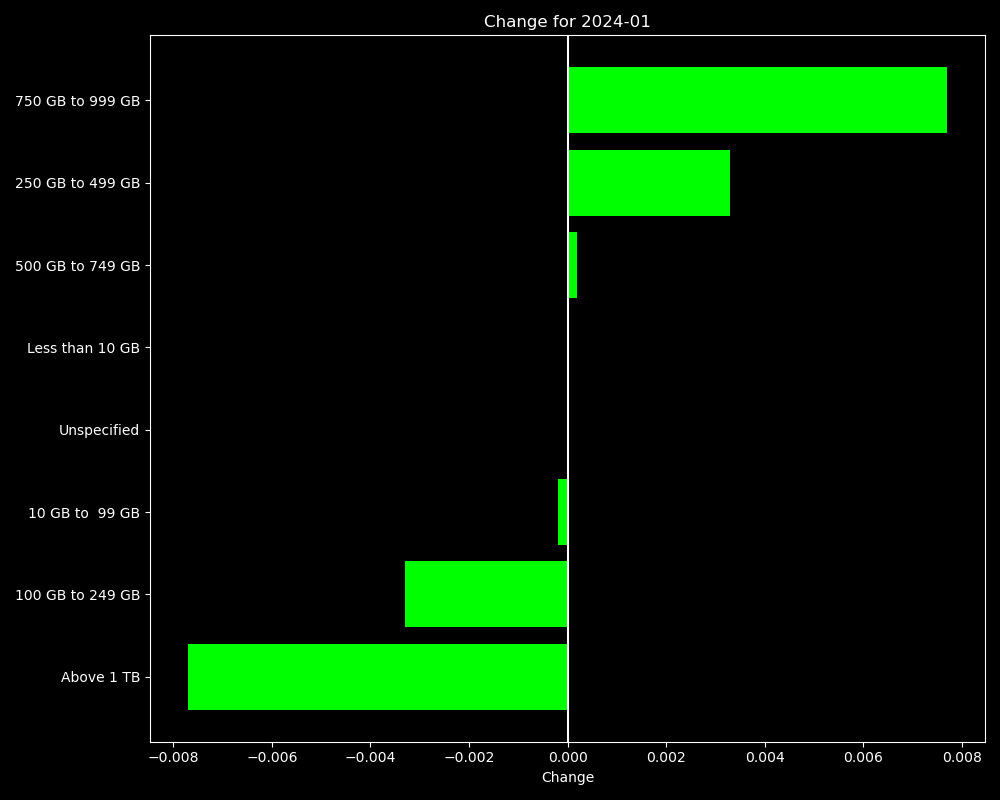 Change for 2024-01
750 GB to 999 GB
250 GB to 499 GB
500 GB to 749 GB
Less than 10 GB
Unspecified
10 GB to  99 GB
100 GB to 249 GB
Above 1 TB
−0.008 −0.006 −0.004 −0.002 0.000 0.002 0.004 0.006 0.008
Change